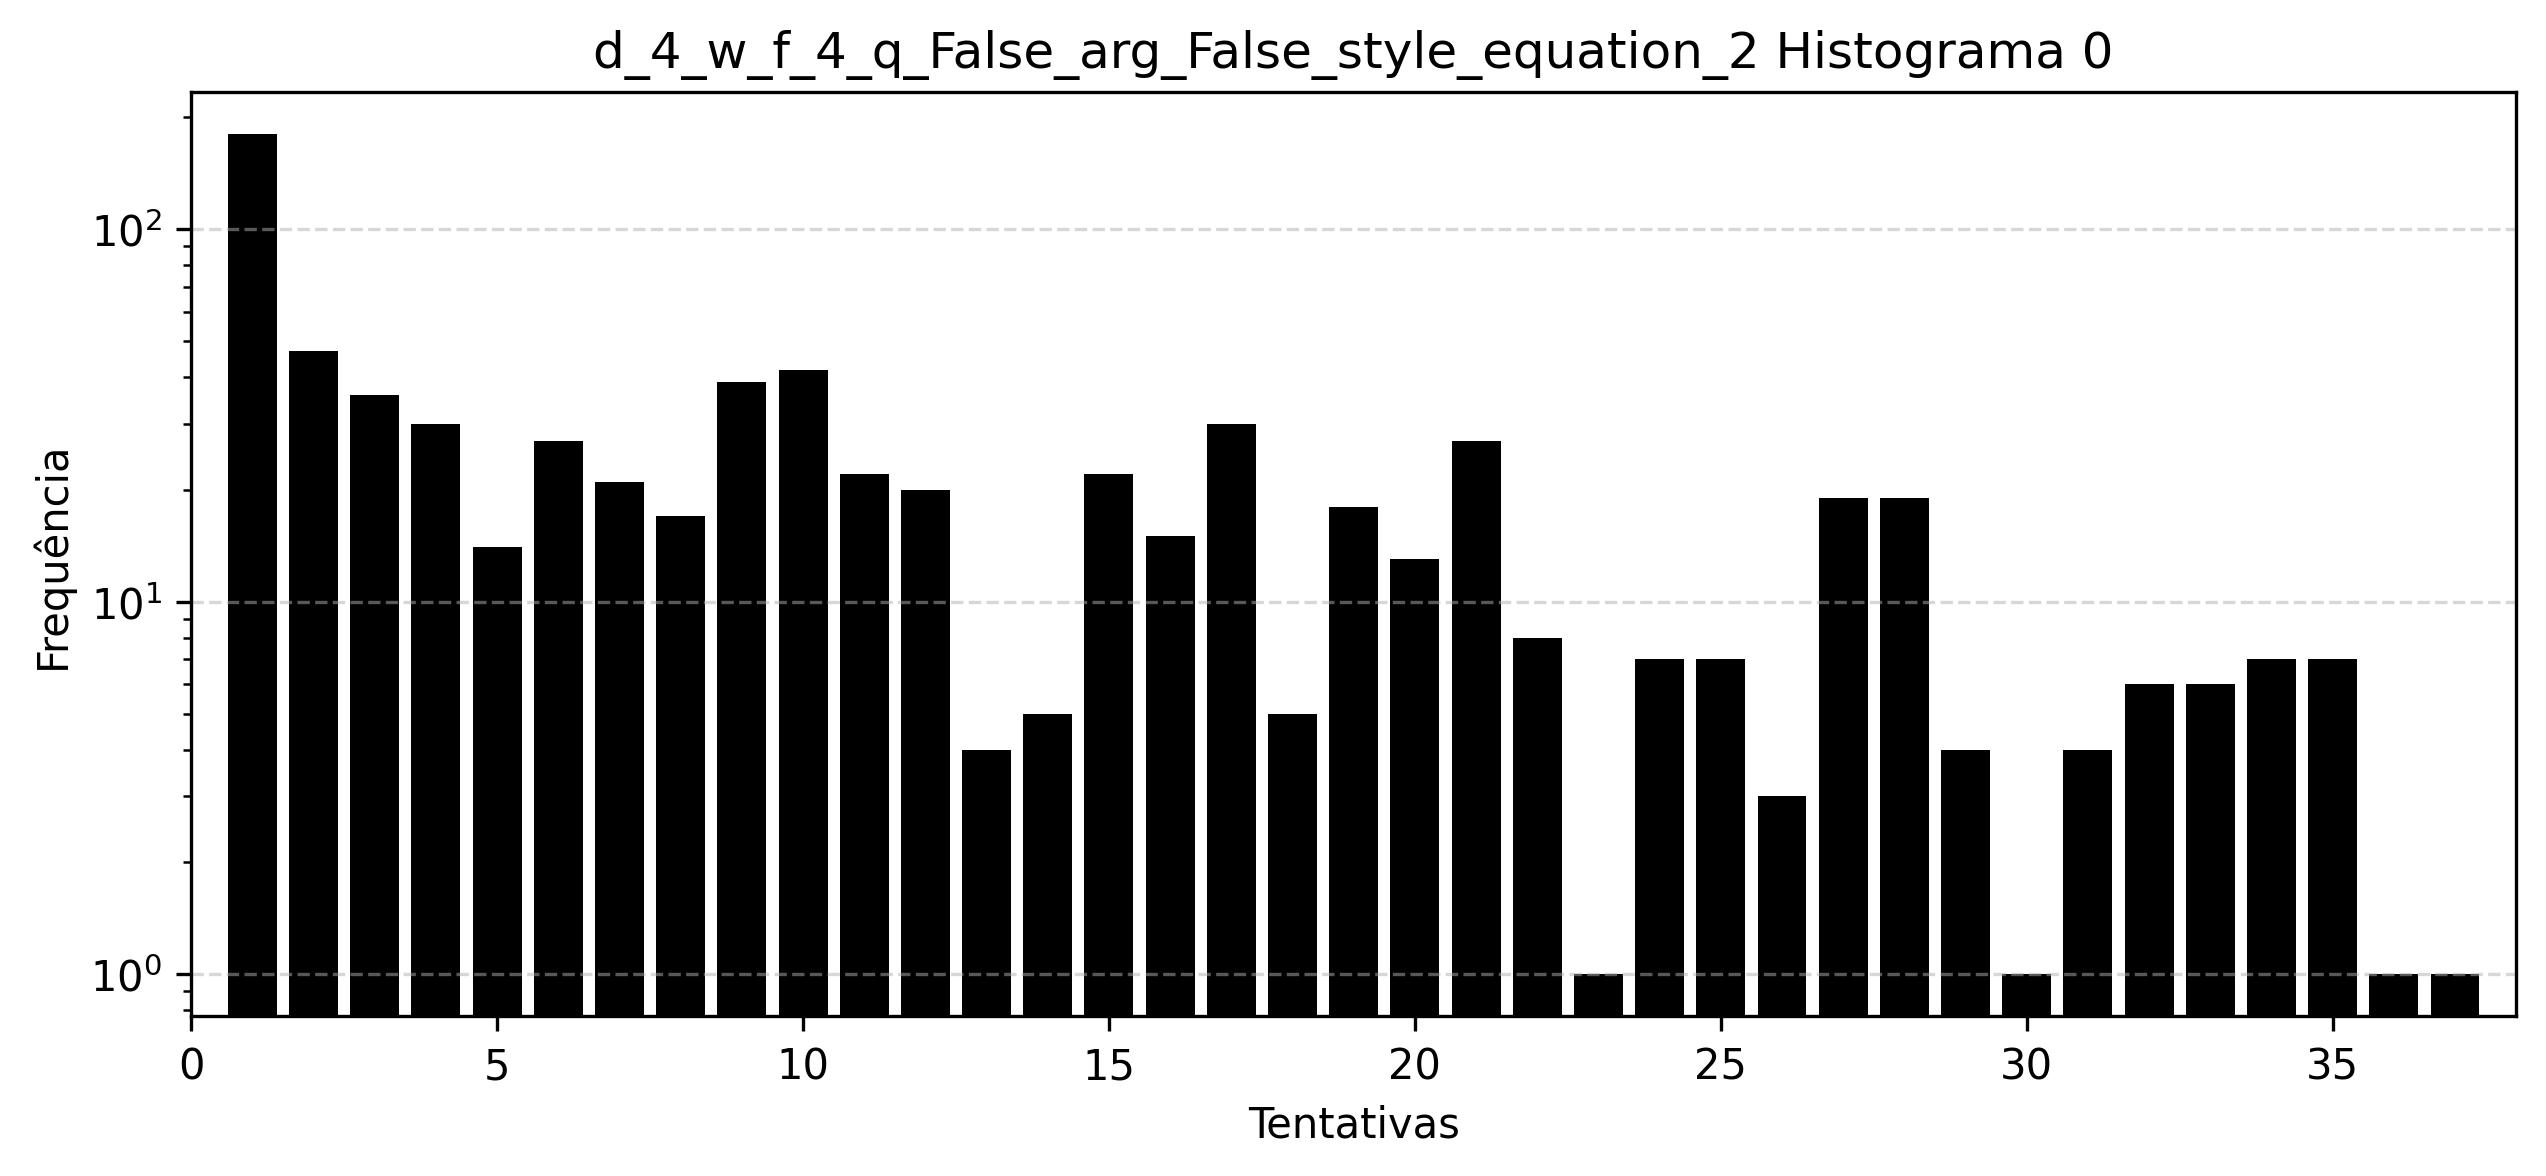 d_4_w_f_4_q_False_arg_False_style_equation_2 Histograma 0
Frequência
10²
10¹
10⁰
0 5 10 15 20 25 30 35
Tentativas